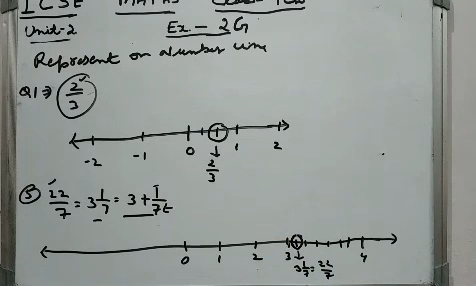 ICSE MATHS
Unit-2 Ex.- 2G
Represent on number line
Q1⇒ 2/3
-2 -1 0 1 2
2/3
⑤ 22/7 = 3 1/7 = 3 + 1/7
0 1 2 3 4
3 1/7 = 22/7